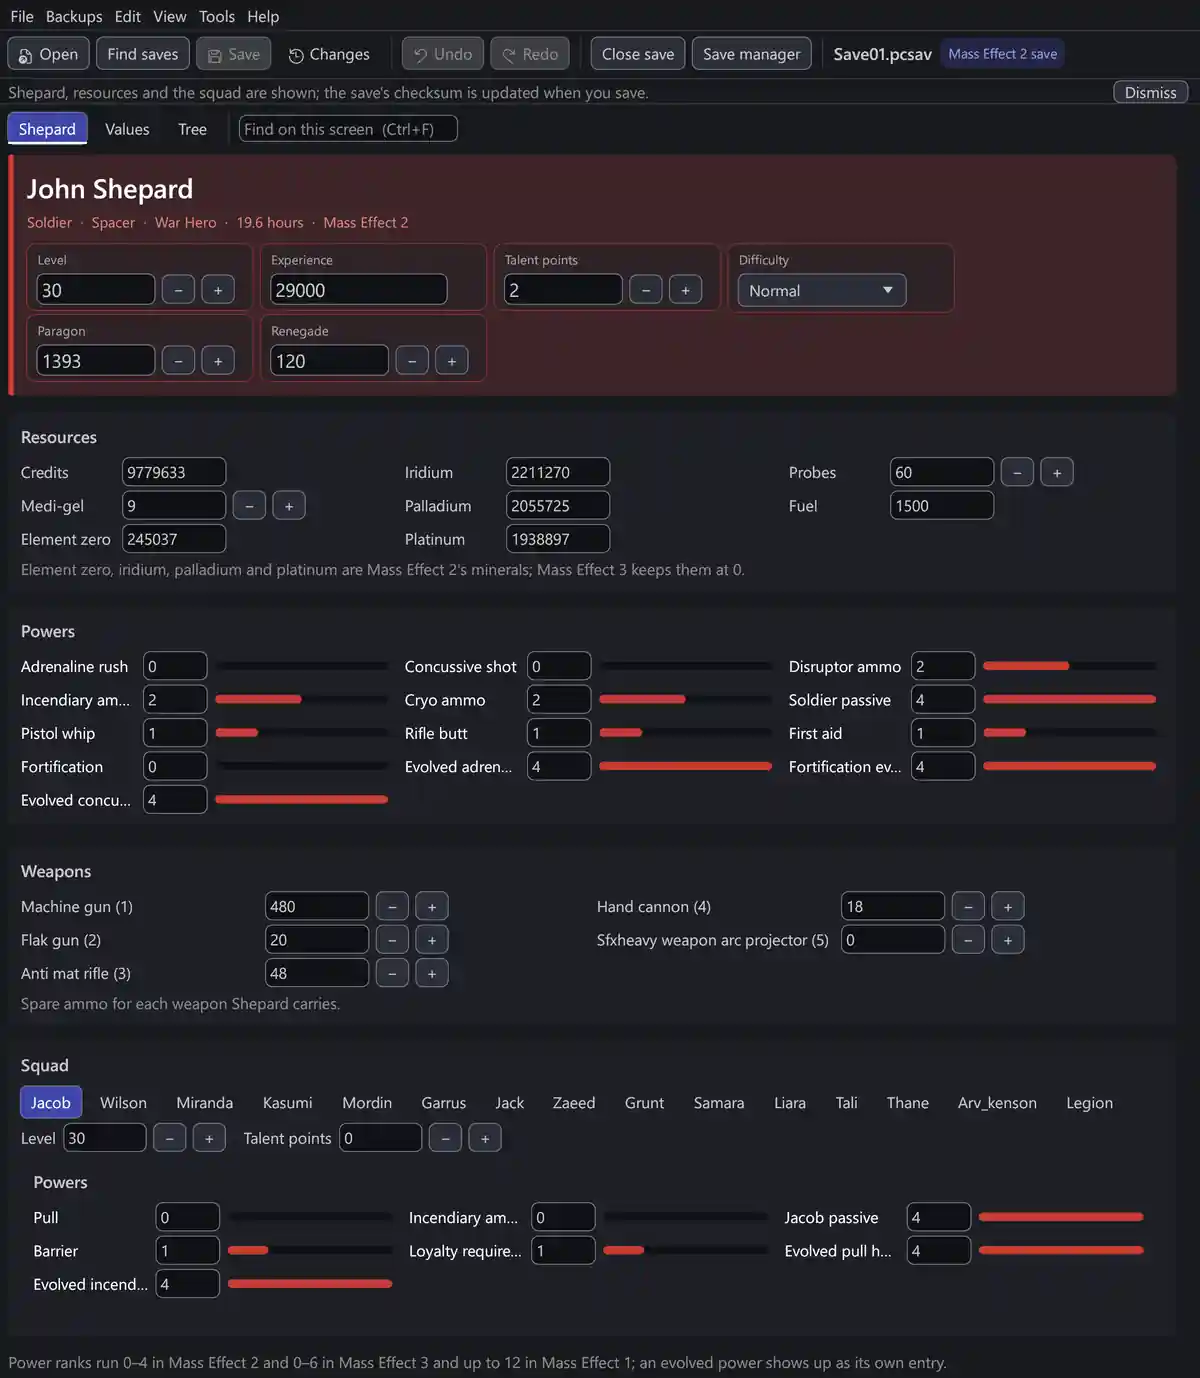 File Backups Edit View Tools Help
Open Find saves Save Changes Undo Redo Close save Save manager Save01.pcsav Mass Effect 2 save
Shepard, resources and the squad are shown; the save's checksum is updated when you save. Dismiss
Shepard Values Tree Find on this screen (Ctrl+F)
John Shepard
Soldier · Spacer · War Hero · 19.6 hours · Mass Effect 2
Level Experience Talent points Difficulty
30 − + 29000 2 − + Normal
Paragon Renegade
1393 − + 120 − +
Resources
Credits 9779633 Iridium 2211270 Probes 60 − +
Medi-gel 9 − + Palladium 2055725 Fuel 1500
Element zero 245037 Platinum 1938897
Element zero, iridium, palladium and platinum are Mass Effect 2's minerals; Mass Effect 3 keeps them at 0.
Powers
Adrenaline rush 0 Concussive shot 0 Disruptor ammo 2
Incendiary am... 2 Cryo ammo 2 Soldier passive 4
Pistol whip 1 Rifle butt 1 First aid 1
Fortification 0 Evolved adren... 4 Fortification ev... 4
Evolved concu... 4
Weapons
Machine gun (1) 480 − + Hand cannon (4) 18 − +
Flak gun (2) 20 − + Sfxheavy weapon arc projector (5) 0 − +
Anti mat rifle (3) 48 − +
Spare ammo for each weapon Shepard carries.
Squad
Jacob Wilson Miranda Kasumi Mordin Garrus Jack Zaeed Grunt Samara Liara Tali Thane Arv_kenson Legion
Level 30 − + Talent points 0 − +
Powers
Pull 0 Incendiary am... 0 Jacob passive 4
Barrier 1 Loyalty require... 1 Evolved pull h... 4
Evolved incend... 4
Power ranks run 0–4 in Mass Effect 2 and 0–6 in Mass Effect 3 and up to 12 in Mass Effect 1; an evolved power shows up as its own entry.